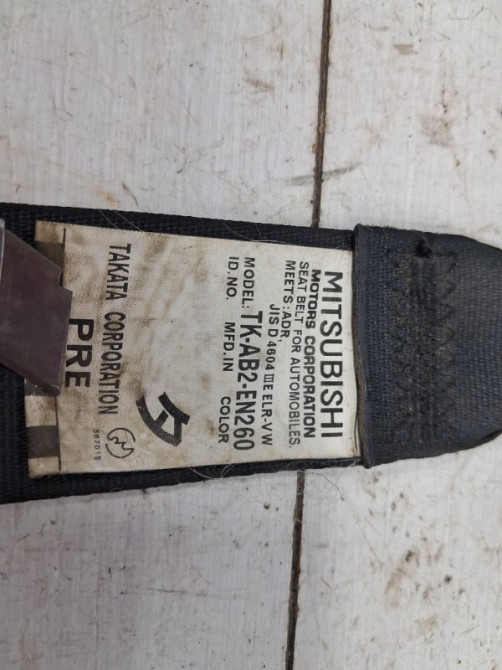 MITSUBISHI
MOTORS CORPORATION
SEAT BELT FOR AUTOMOBILES.
MEETS:ADR,
JIS D 4604 III E ELR-VW
MODEL:TK-AB2-EN260
ID.NO. MFD.IN COLOR
TAKATA CORPORATION
PRE